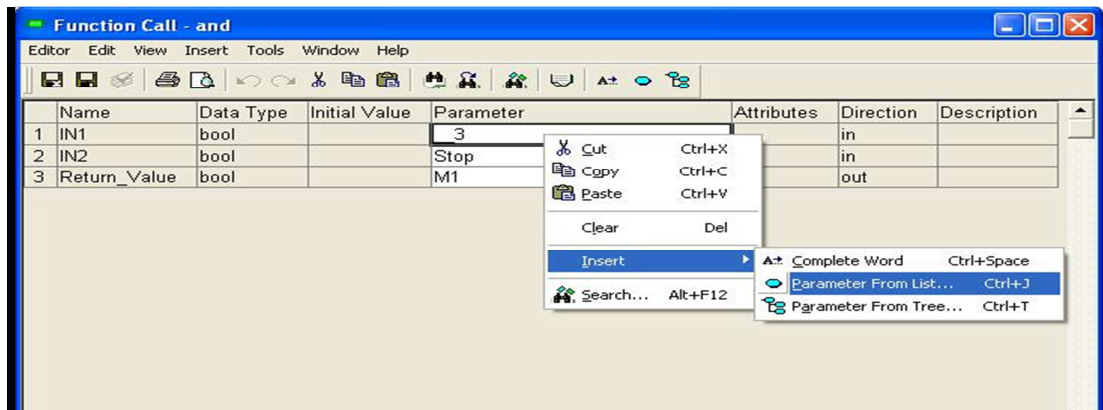 Function Call - and
Editor Edit View Insert Tools Window Help
Name Data Type Initial Value Parameter Attributes Direction Description
1 IN1 bool _3 in
2 IN2 bool Stop in
3 Return_Value bool M1 out
Cut Ctrl+X
Copy Ctrl+C
Paste Ctrl+V
Clear Del
Insert
Search... Alt+F12
Complete Word Ctrl+Space
Parameter From List... Ctrl+J
Parameter From Tree... Ctrl+T